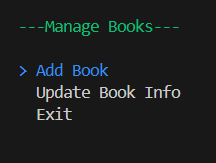 ---Manage Books---
> Add Book
Update Book Info
Exit